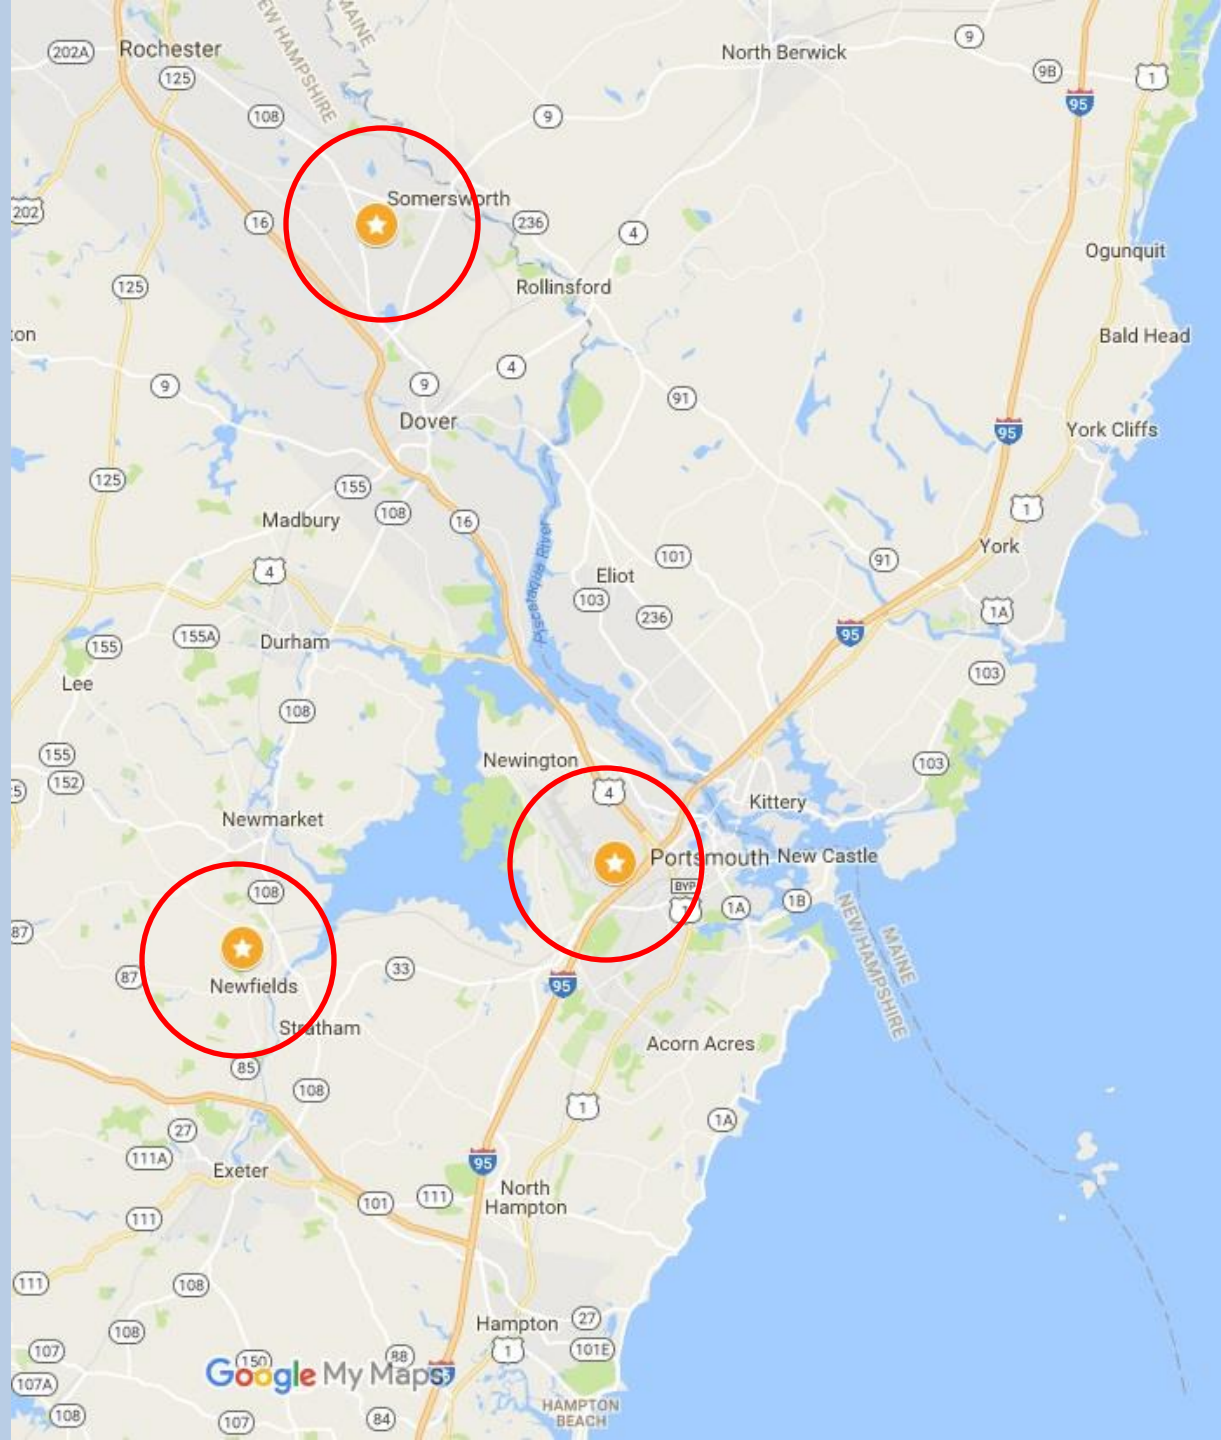 EW HAMPSHIRE
MAINE
202A
Rochester
125
108
North Berwick
9
9B
1
95
9
Somersworth
202
16
236
4
Ogunquit
125
Rollinsford
ton
Bald Head
9
9
4
91
Dover
95
York Cliffs
125
155
108
16
1
Madbury
Piscataqua River
York
4
Eliot
101
91
103
236
1A
155
155A
Durham
95
Lee
103
108
155
152
5
Newington
103
4
Kittery
Newmarket
Portsmouth
New Castle
108
BYP
1
1A
1B
87
87
33
NEW HAMPSHIRE
MAINE
Newfields
95
Stratham
Acorn Acres
85
108
1
1A
27
111A
Exeter
95
101
111
North
Hampton
111
111
108
108
Hampton
27
107
150
88
1
101E
107A
Google My Maps
95
108
107
84
HAMPTON
BEACH